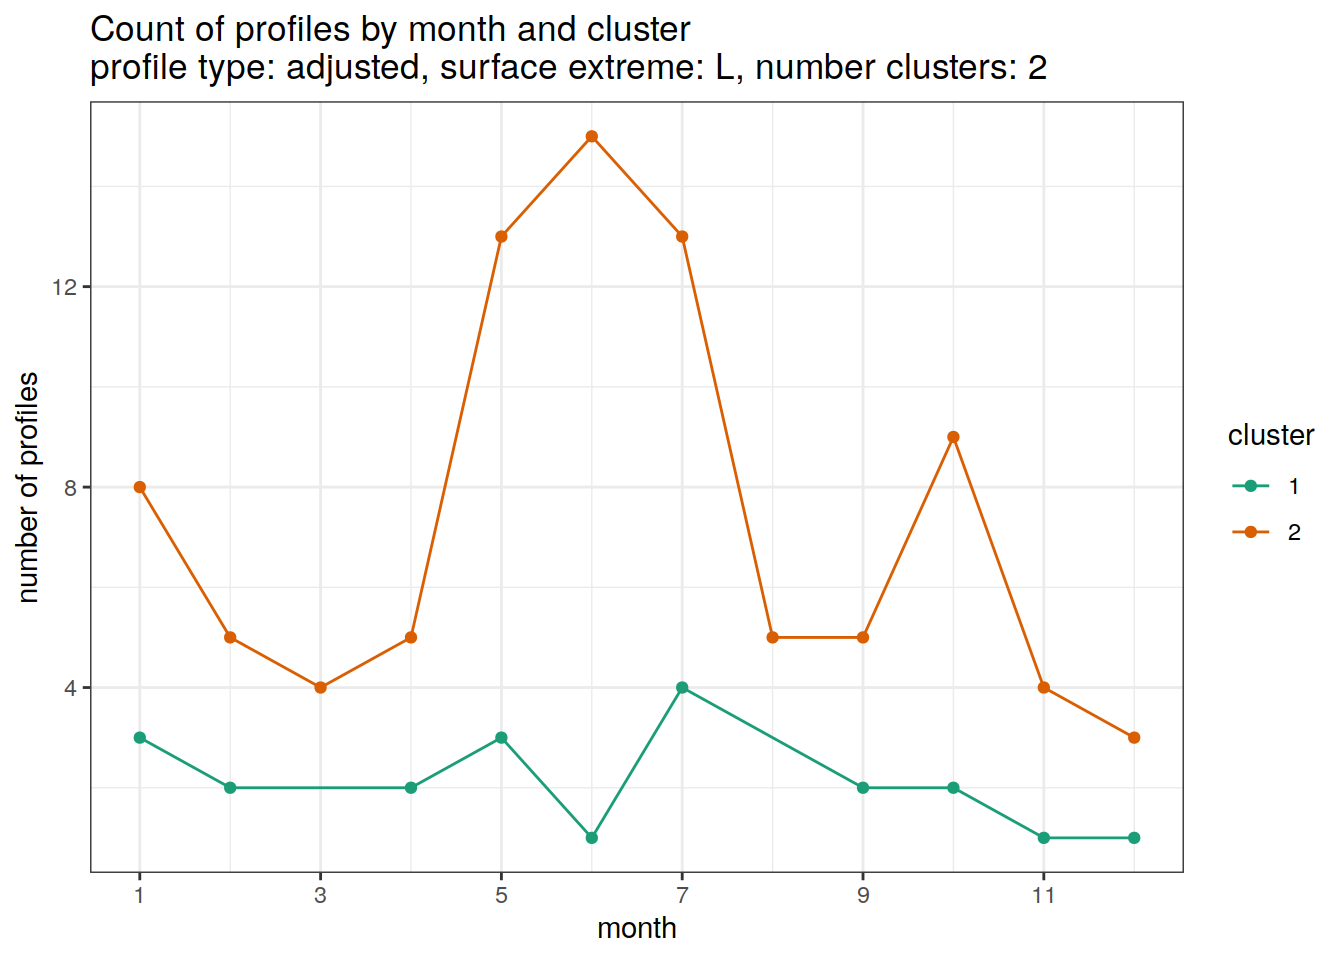 Count of profiles by month and cluster
profile type: adjusted, surface extreme: L, number clusters: 2
12
8
4
number of profiles
1 3 5 7 9 11
month
cluster
1
2